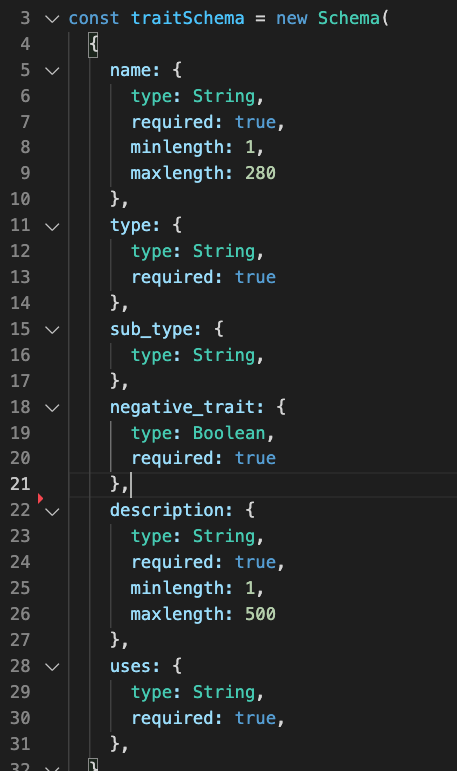 3 const traitSchema = new Schema(
4 {
5 name: {
6 type: String,
7 required: true,
8 minlength: 1,
9 maxlength: 280
10 },
11 type: {
12 type: String,
13 required: true
14 },
15 sub_type: {
16 type: String,
17 },
18 negative_trait: {
19 type: Boolean,
20 required: true
21 },
22 description: {
23 type: String,
24 required: true,
25 minlength: 1,
26 maxlength: 500
27 },
28 uses: {
29 type: String,
30 required: true,
31 },
32 }